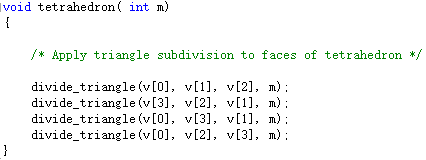 void tetrahedron( int m)
{
/* Apply triangle subdivision to faces of tetrahedron */
divide_triangle(v[0], v[1], v[2], m);
divide_triangle(v[3], v[2], v[1], m);
divide_triangle(v[0], v[3], v[1], m);
divide_triangle(v[0], v[2], v[3], m);
}